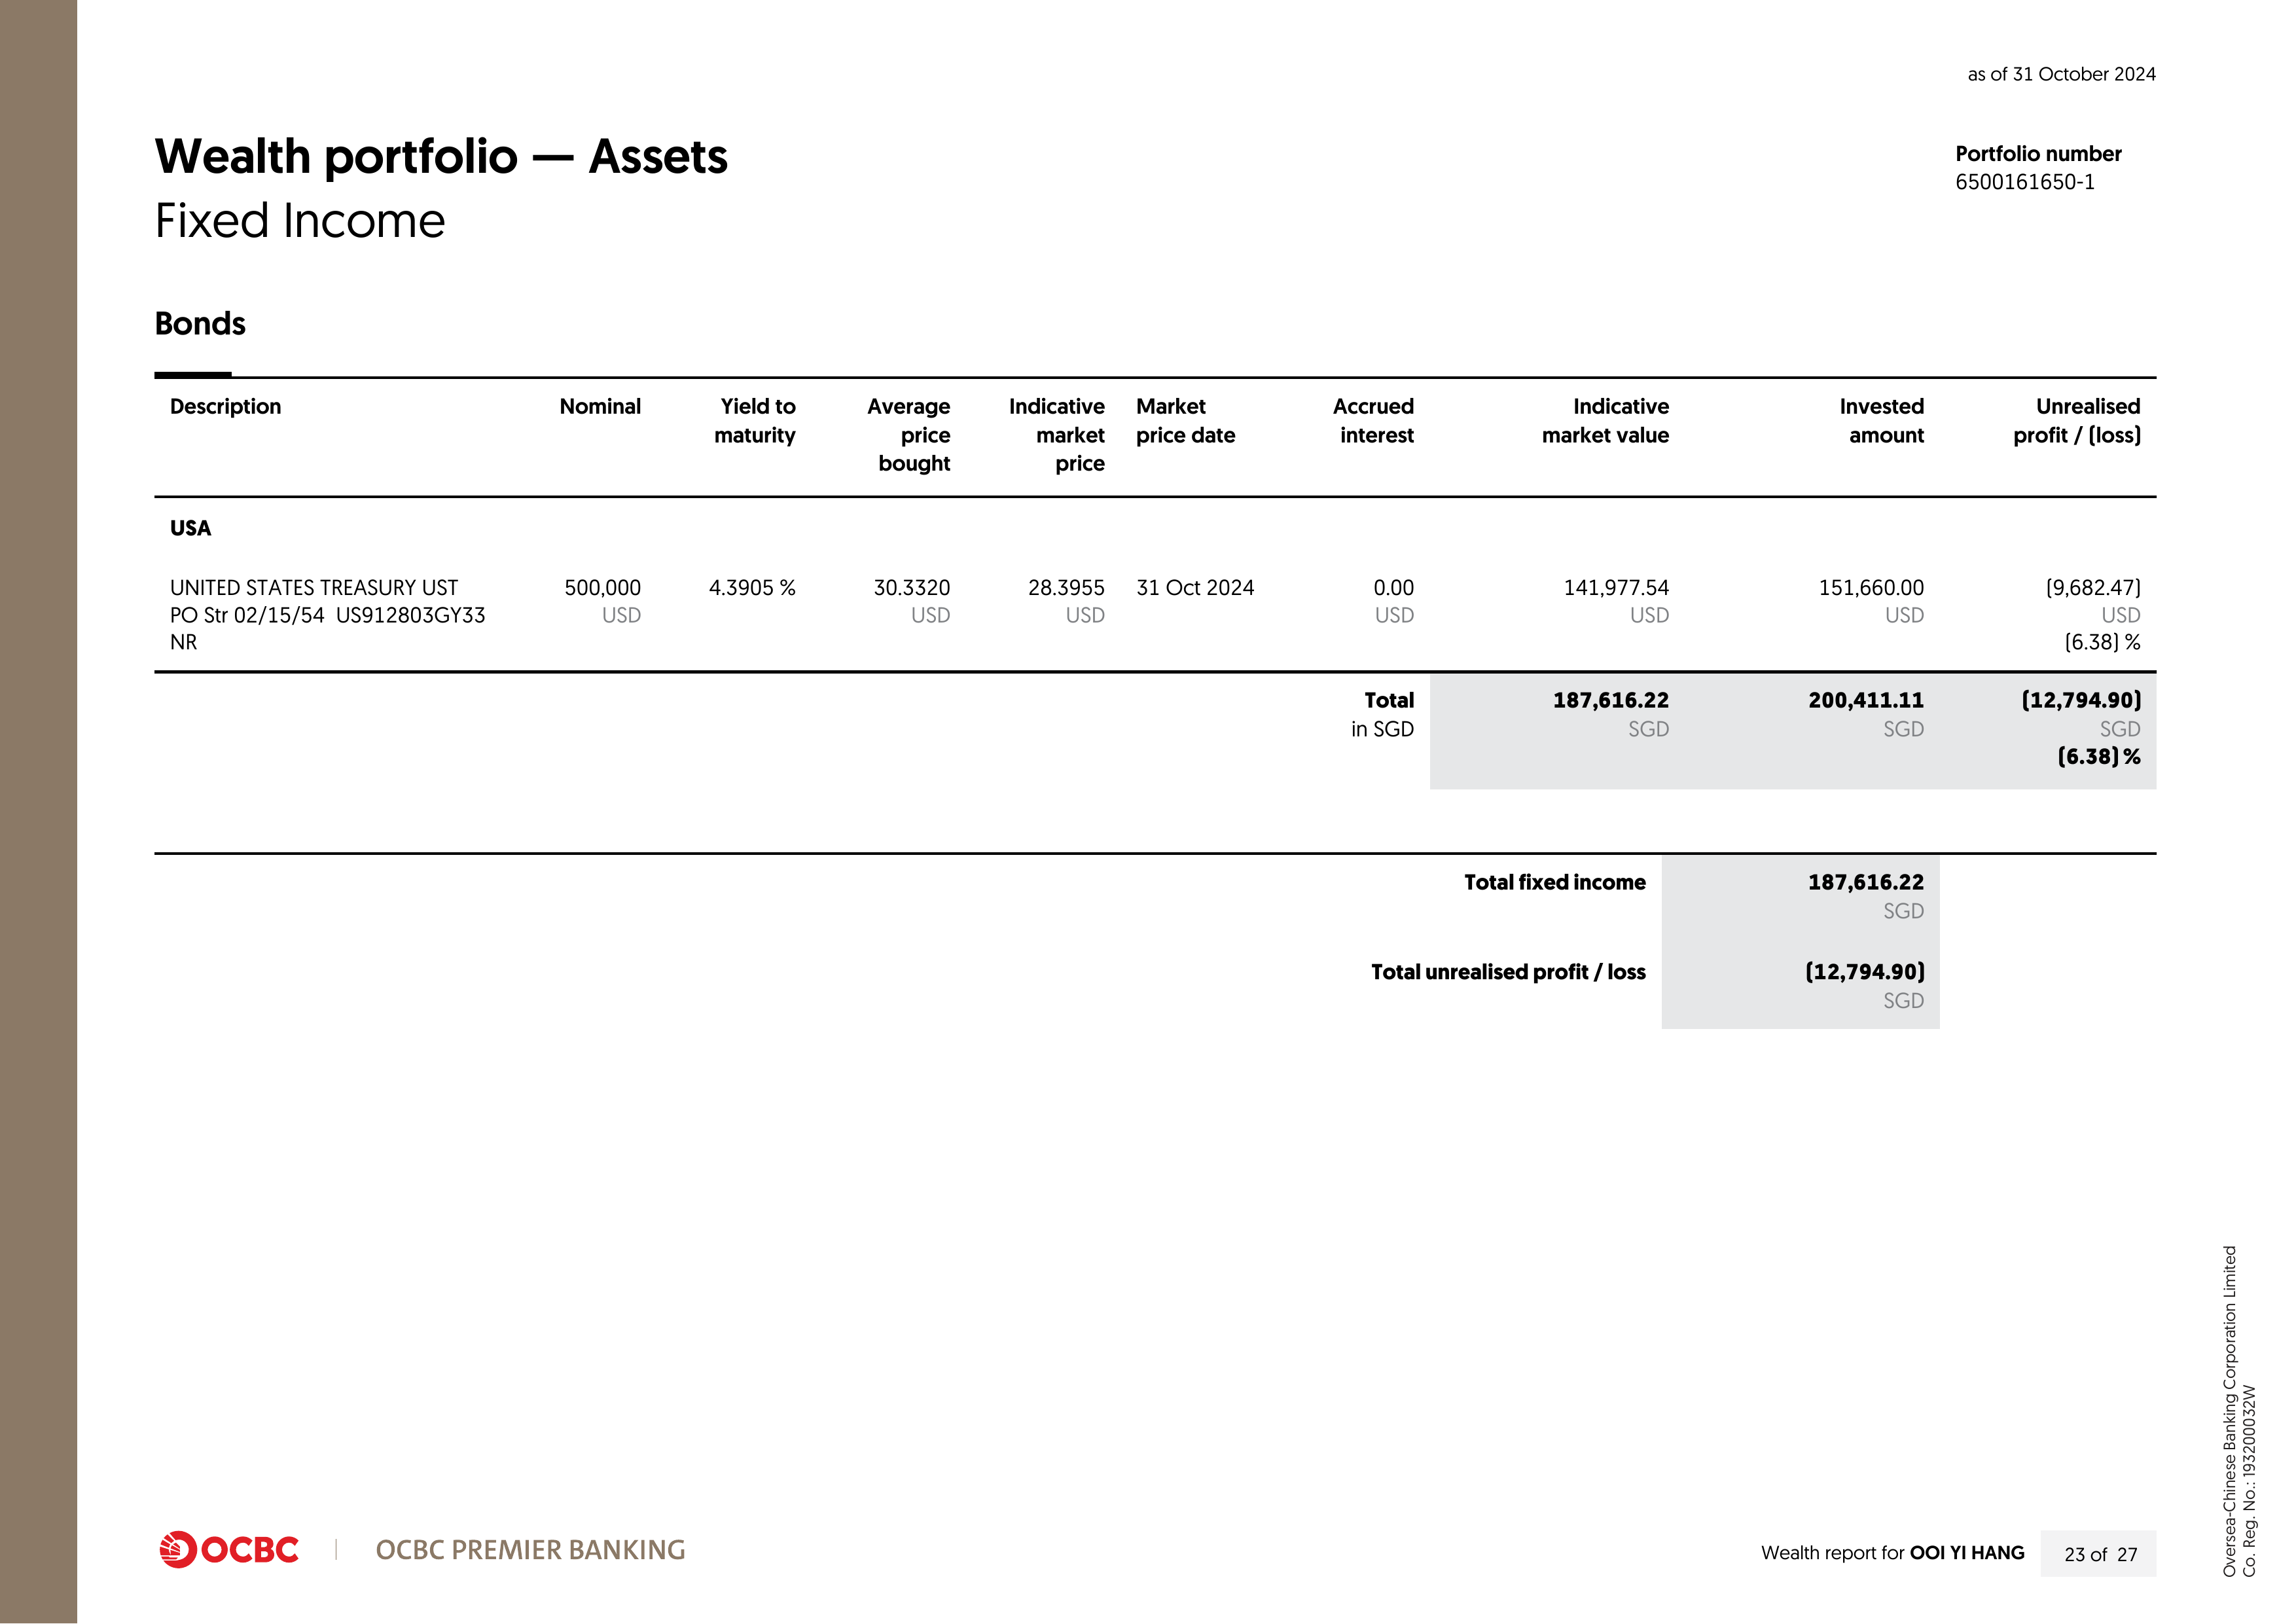 as of 31 October 2024
Wealth portfolio — Assets
Portfolio number
6500161650-1
Fixed Income
Bonds
Description Nominal Yield to maturity Average price bought Indicative market price Market price date Accrued interest Indicative market value Invested amount Unrealised profit / (loss)
USA
UNITED STATES TREASURY UST 500,000 4.3905 % 30.3320 28.3955 31 Oct 2024 0.00 141,977.54 151,660.00 (9,682.47)
PO Str 02/15/54 US912803GY33 USD USD USD USD USD USD USD
NR (6.38) %
Total 187,616.22 200,411.11 (12,794.90)
in SGD SGD SGD SGD
(6.38) %
Total fixed income 187,616.22
SGD
Total unrealised profit / loss (12,794.90)
SGD
OCBC OCBC PREMIER BANKING
Wealth report for OOI YI HANG 23 of 27
Oversea-Chinese Banking Corporation Limited
Co. Reg. No.: 193200032W